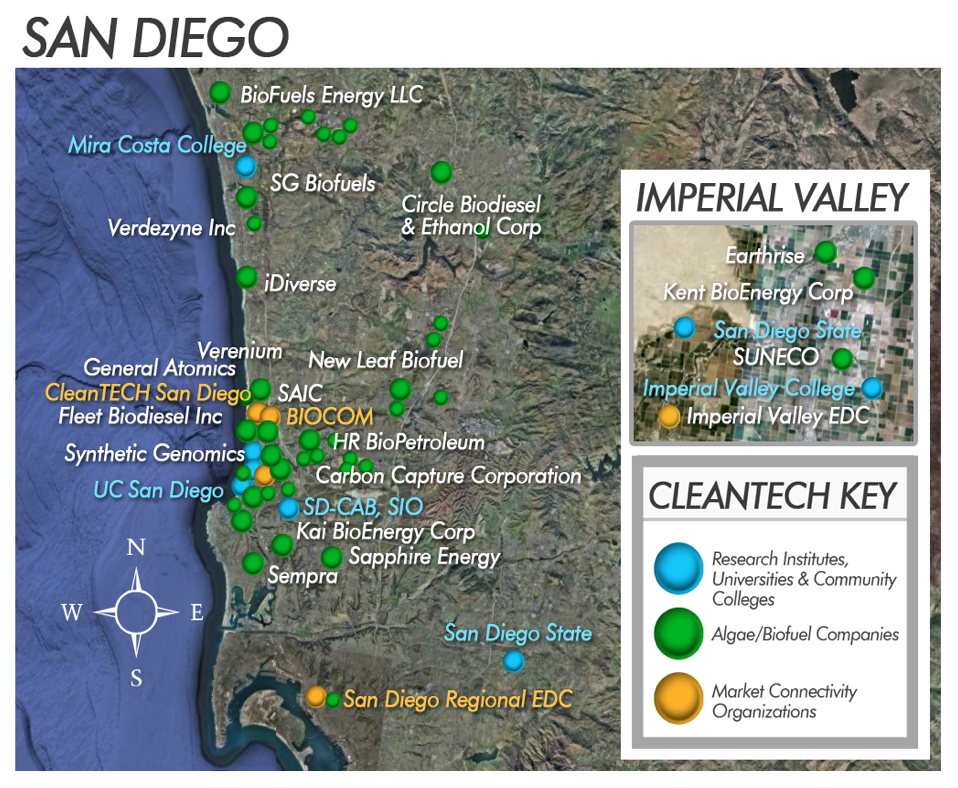 SAN DIEGO
BioFuels Energy LLC
Mira Costa College
SG Biofuels
Verdezyne Inc
Circle Biodiesel
& Ethanol Corp
iDiverse
Verenium
General Atomics
New Leaf Biofuel
CleanTECH San Diego
SAIC
Fleet Biodiesel Inc
BIOCOM
HR BioPetroleum
Synthetic Genomics
Carbon Capture Corporation
UC San Diego
SD-CAB, SIO
Kai BioEnergy Corp
Sapphire Energy
Sempra
N
W
E
S
San Diego State
San Diego Regional EDC
IMPERIAL VALLEY
Earthrise
Kent BioEnergy Corp
San Diego State
SUNECO
Imperial Valley College
Imperial Valley EDC
CLEANTECH KEY
Research Institutes,
Universities & Community
Colleges
Algae/Biofuel Companies
Market Connectivity
Organizations